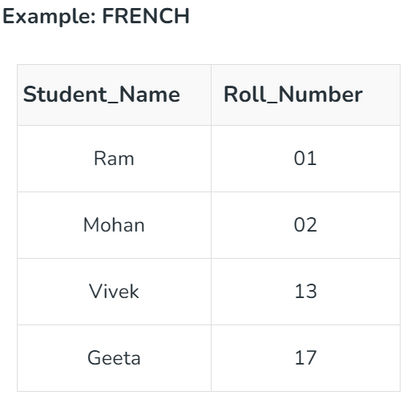 Example: FRENCH
Student_Name Roll_Number
Ram 01
Mohan 02
Vivek 13
Geeta 17